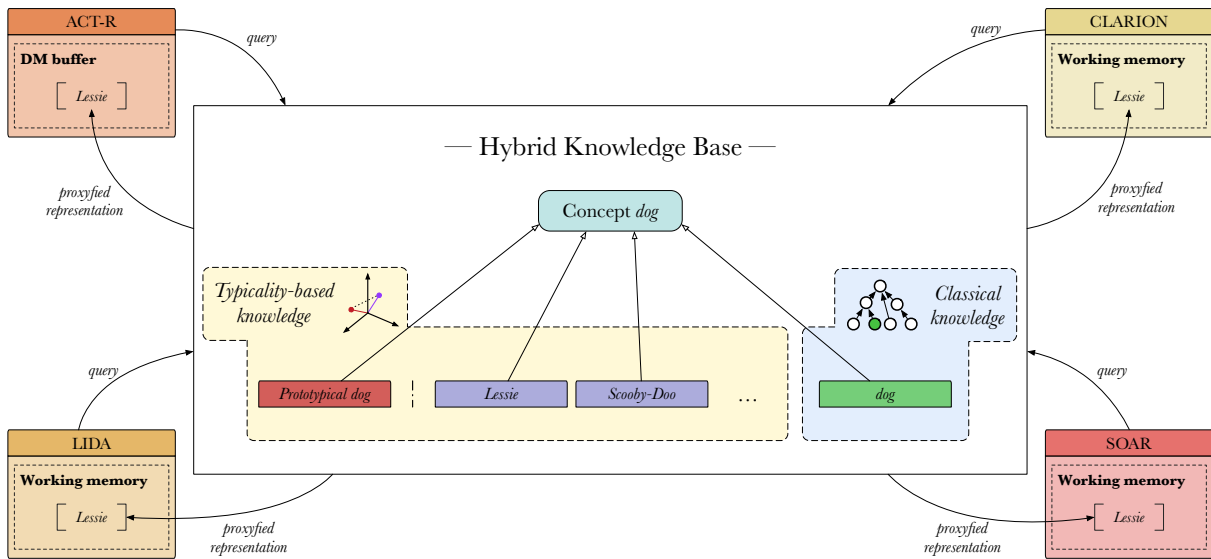 ACT-R
DM buffer
Lessie
query
proxyfied
representation
CLARION
Working memory
Lessie
query
proxyfied
representation
— Hybrid Knowledge Base —
Concept dog
Typicality-based
knowledge
Classical
knowledge
Prototypical dog
Lessie
Scooby-Doo
...
dog
query
LIDA
Working memory
Lessie
proxyfied
representation
query
SOAR
Working memory
Lessie
proxyfied
representation